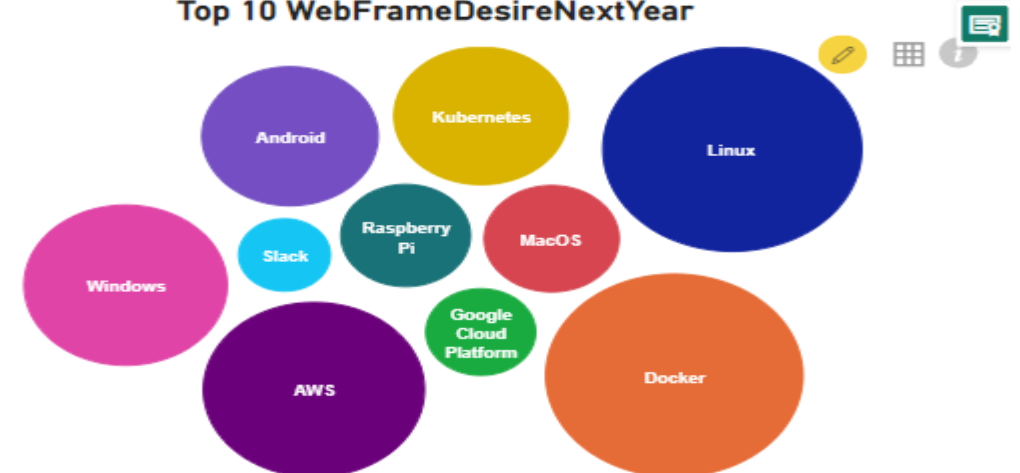 Top 10 WebFrameDesireNextYear
Kubernetes
Android
Linux
Raspberry
Pi
MacOS
Slack
Windows
Google
Cloud
Platform
Docker
AWS